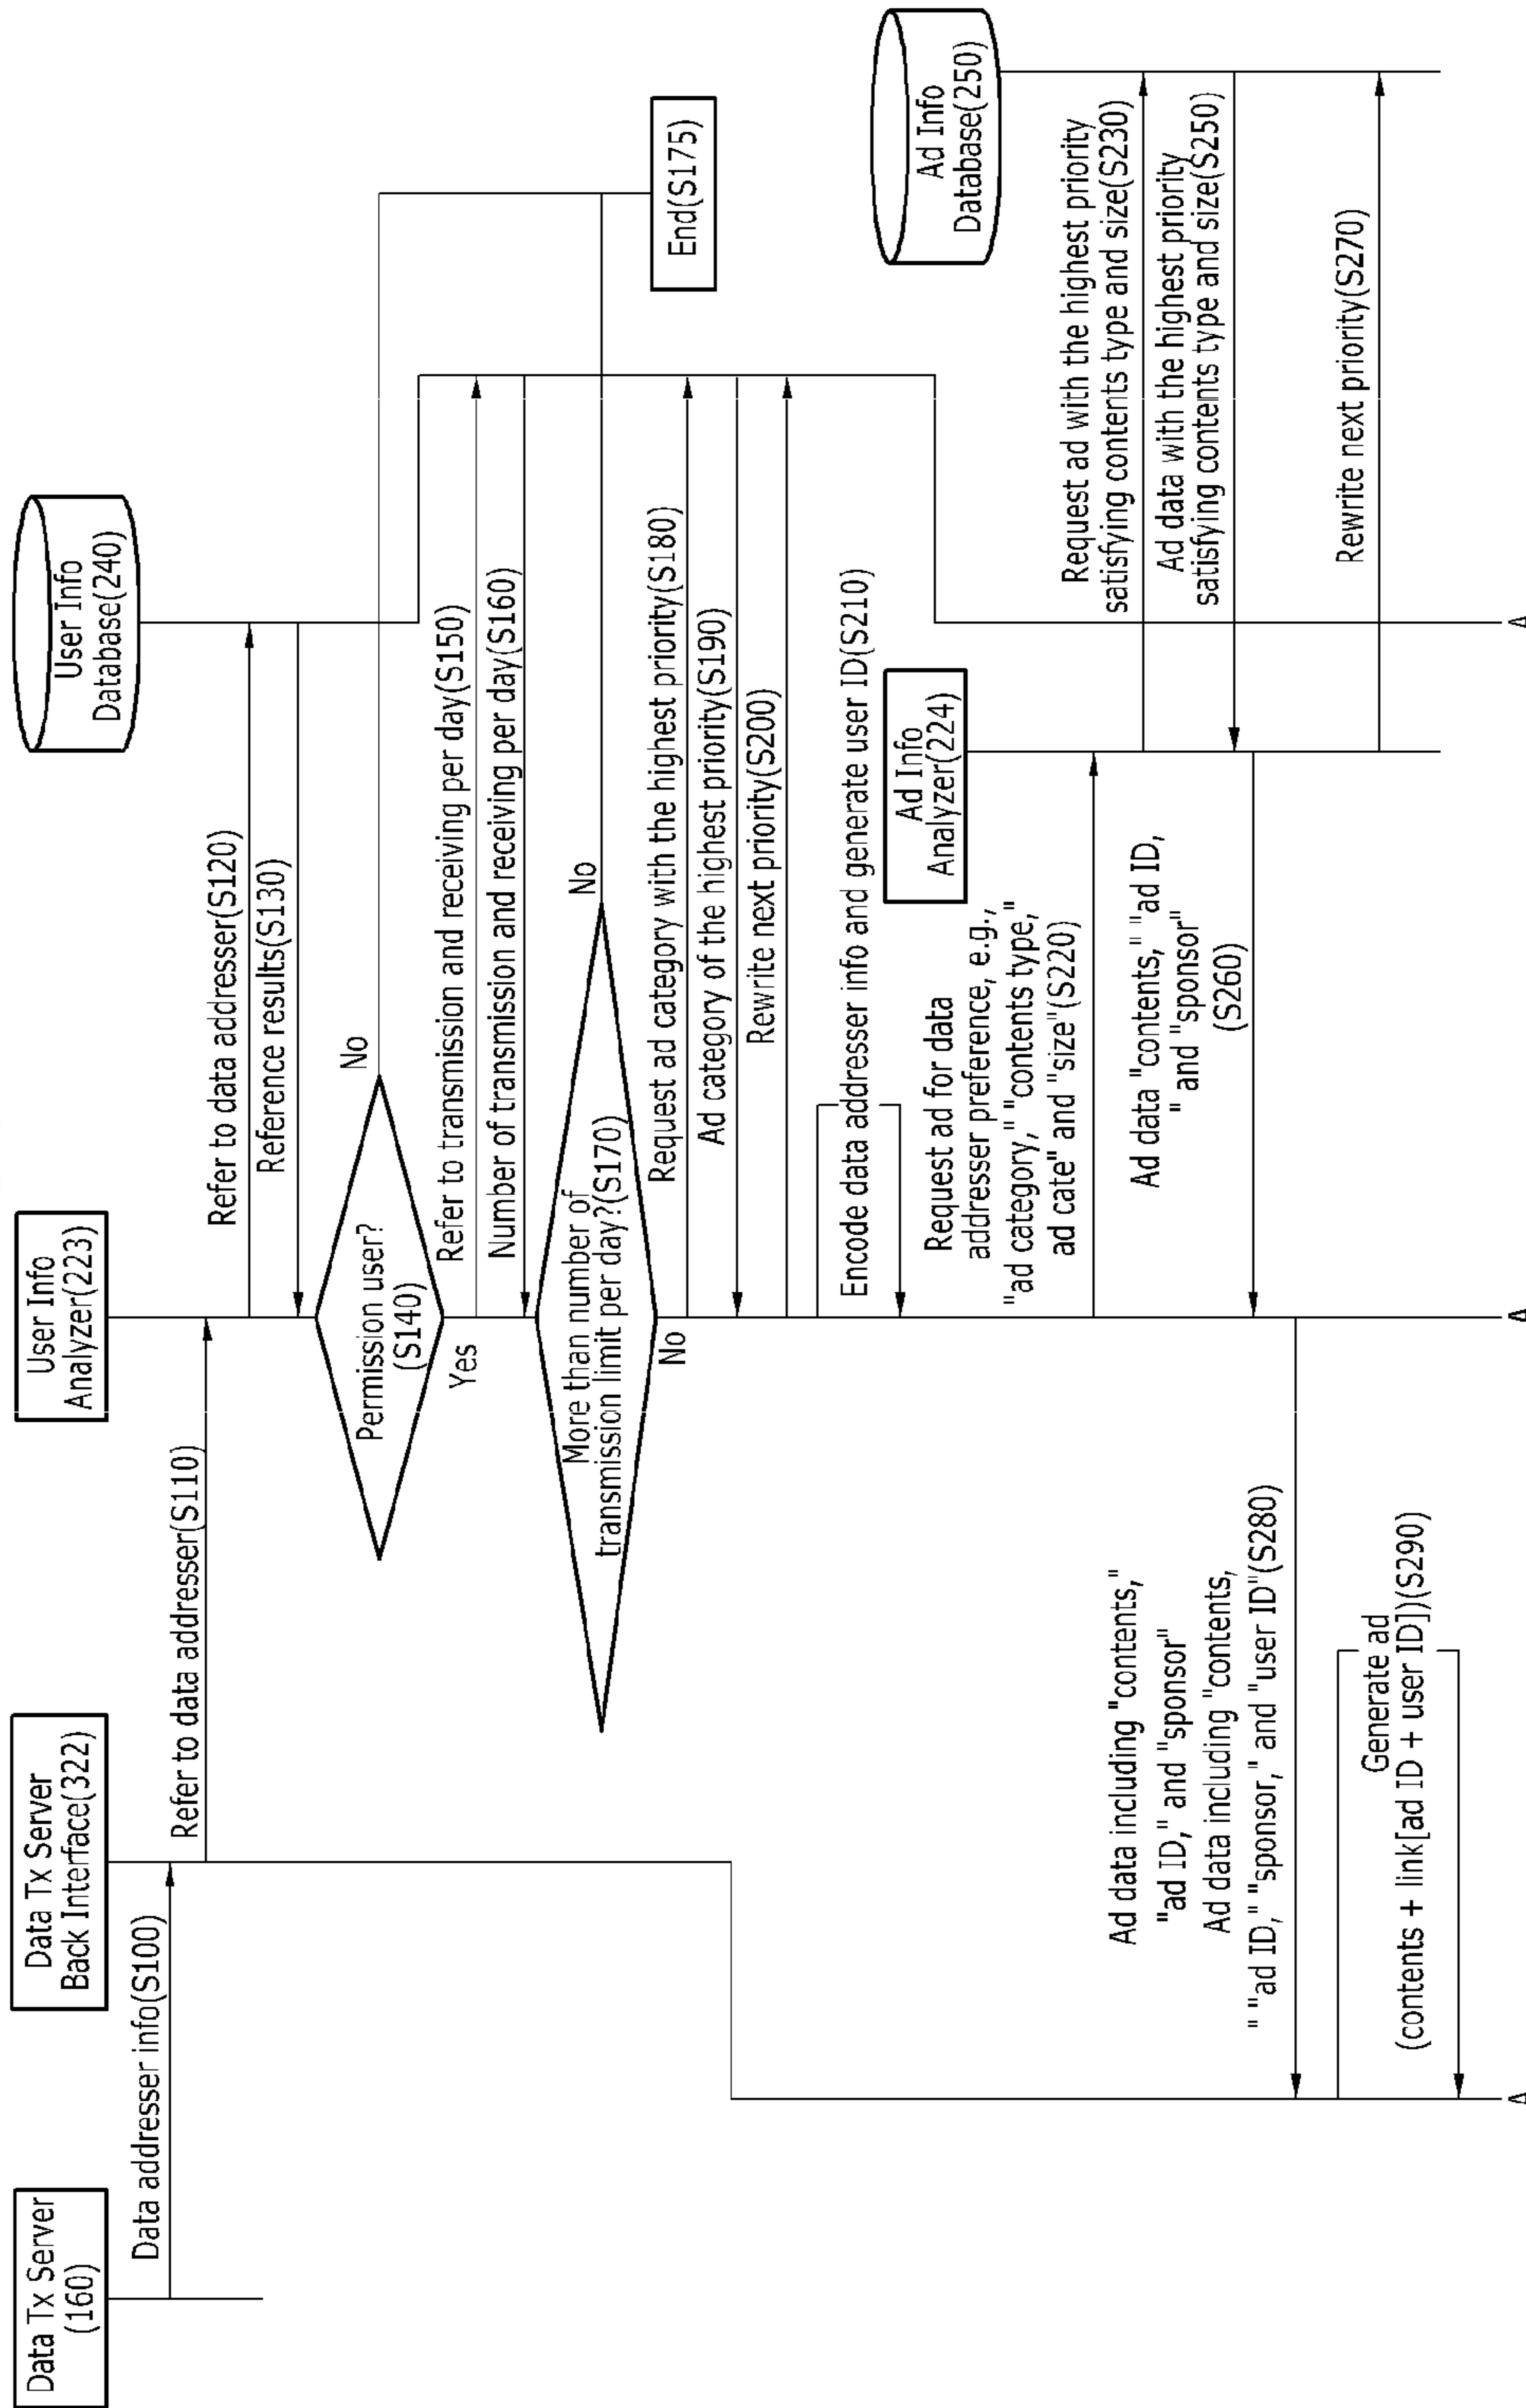 Data Tx Server
(160)
Data Tx Server
Back Interface(322)
User Info
Analyzer(223)
User Info
Database(240)
Data addresser info(S100)
Refer to data addresser(S110)
Refer to data addresser(S120)
Reference results(S130)
Permission user?
(S140)
No
Yes
Refer to transmission and receiving per day(S150)
Number of transmission and receiving per day(S160)
More than number of
transmission limit per day?(S170)
No
No
End(S175)
Request ad category with the highest priority(S180)
Ad category of the highest priority(S190)
Rewrite next priority(S200)
Encode data addresser info and generate user ID(S210)
Ad Info
Analyzer(224)
Ad Info
Database(250)
Request ad for data
addresser preference, e.g.,
"ad category," "contents type,"
ad cate" and "size"(S220)
Request ad with the highest priority
satisfying contents type and size(S230)
Ad data with the highest priority
satisfying contents type and size(S250)
Ad data "contents," "ad ID,
" and "sponsor"
(S260)
Rewrite next priority(S270)
Ad data including "contents,"
"ad ID," and "sponsor"
Ad data including "contents,
" "ad ID," "sponsor," and "user ID"(S280)
Generate ad
(contents + link[ad ID + user ID])(S290)
A
A
A